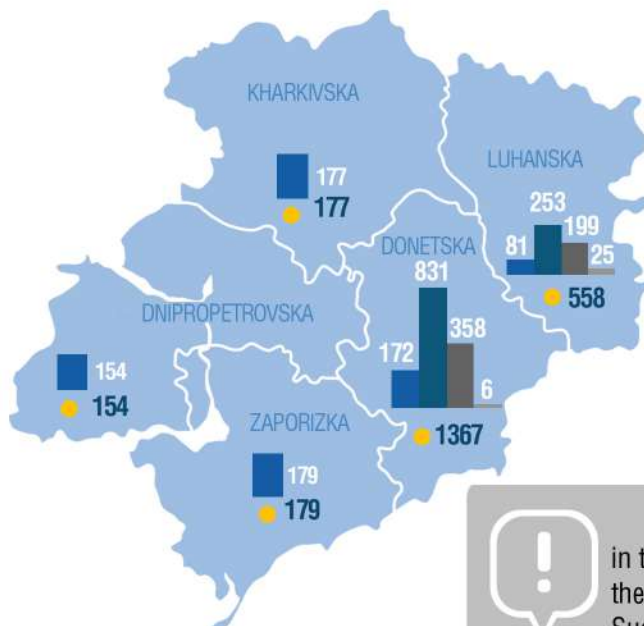 KHARKIVSKA
177
177
LUHANSKA
253
199
81
25
558
DONETSKA
831
358
172
6
1367
DNIPROPETROVSKA
154
154
ZAPORIZKA
179
179
!
in t
the